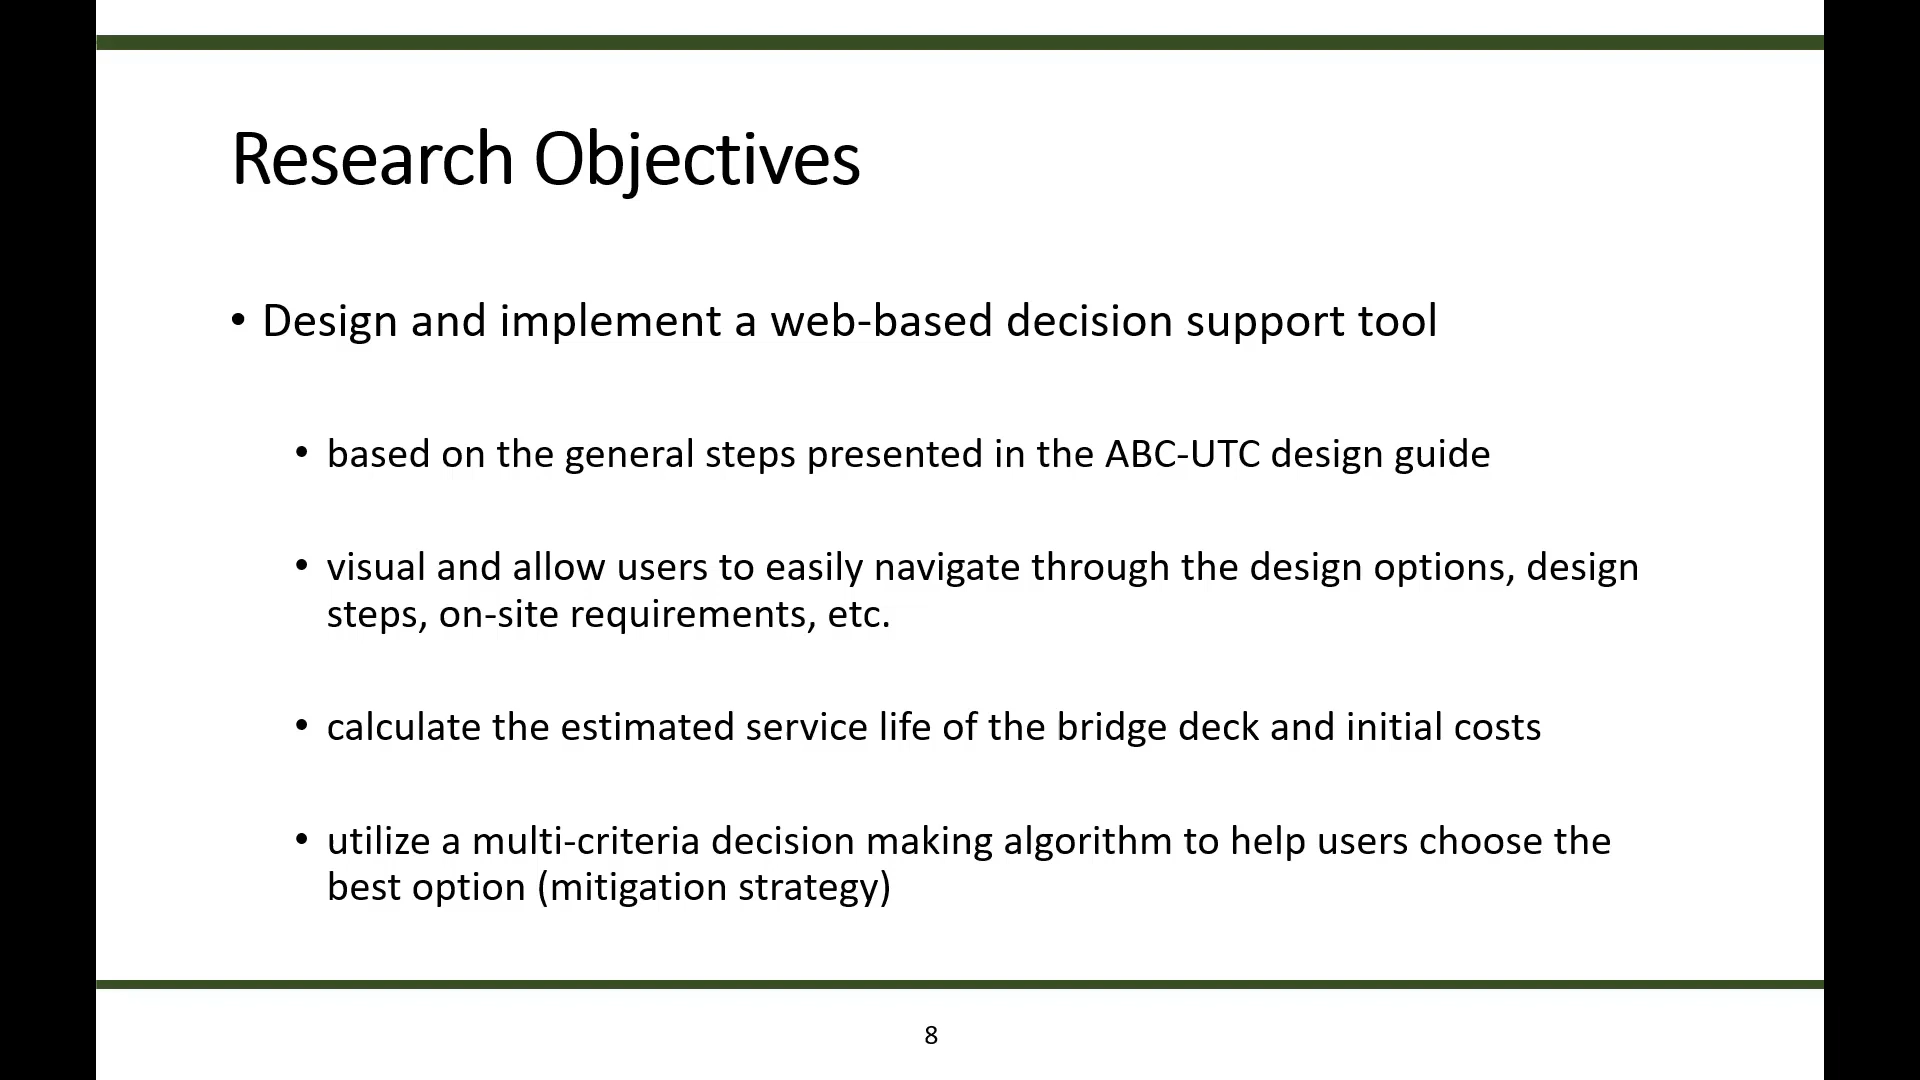 Research Objectives
• Design and implement a web-based decision support tool
• based on the general steps presented in the ABC-UTC design guide
• visual and allow users to easily navigate through the design options, design
steps, on-site requirements, etc.
• calculate the estimated service life of the bridge deck and initial costs
• utilize a multi-criteria decision making algorithm to help users choose the
best option (mitigation strategy)
8